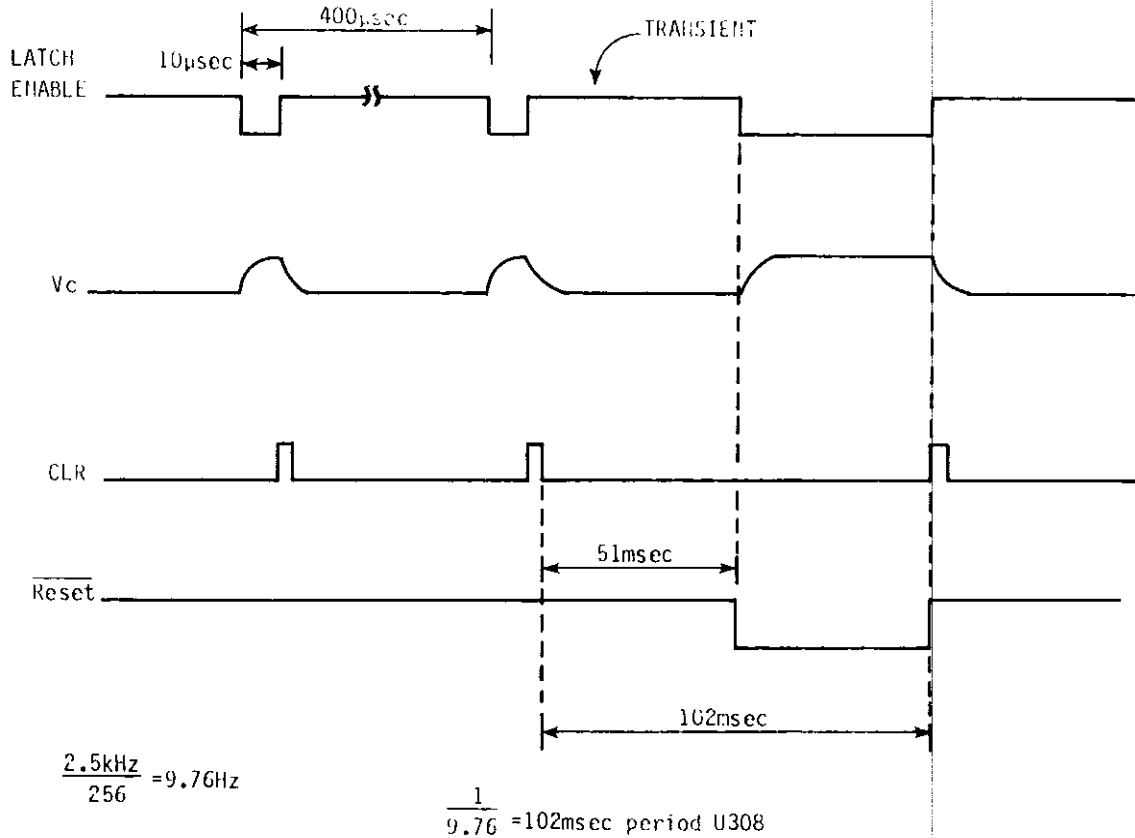 400µsec
TRANSIENT
LATCH
ENABLE
10µsec
Vc
CLR
51msec
Reset
102msec
2.5kHz
256
=9.76Hz
1
9.76
=102msec period U308